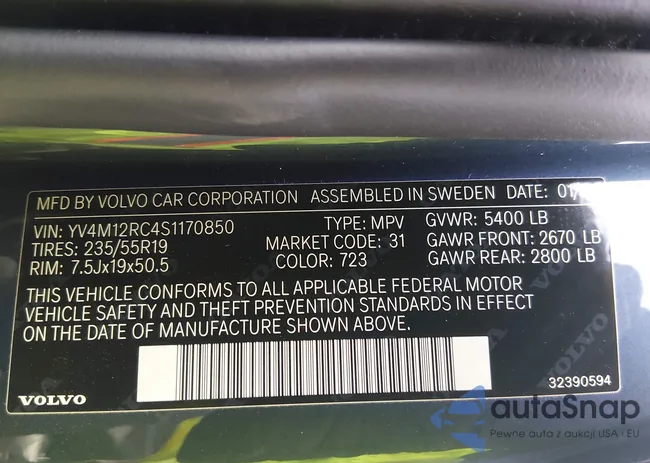 MFD BY VOLVO CAR CORPORATION ASSEMBLED IN SWEDEN DATE: 01/
VIN: YV4M12RC4S1170850 TYPE: MPV GVWR: 5400 LB
TIRES: 235/55R19 MARKET CODE: 31 GAWR FRONT: 2670 LB
RIM: 7.5Jx19x50.5 COLOR: 723 GAWR REAR: 2800 LB
THIS VEHICLE CONFORMS TO ALL APPLICABLE FEDERAL MOTOR
VEHICLE SAFETY AND THEFT PREVENTION STANDARDS IN EFFECT
ON THE DATE OF MANUFACTURE SHOWN ABOVE.
VOLVO
32390594
autaSnap
Pewne auta z aukcji USA i EU